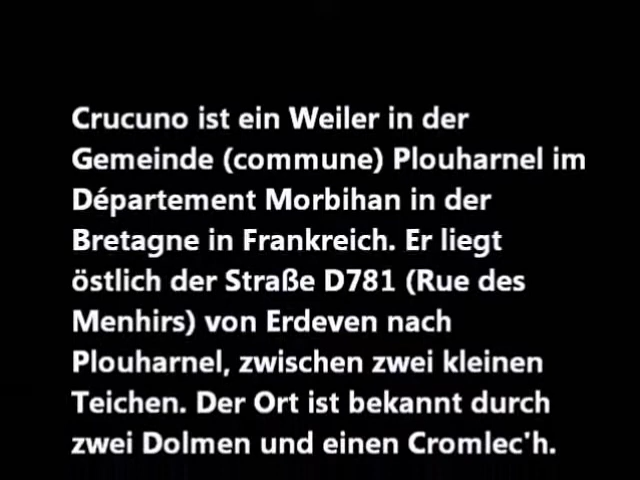 Crucuno ist ein Weiler in der
Gemeinde (commune) Plouharnel im
Département Morbihan in der
Bretagne in Frankreich. Er liegt
östlich der Straße D781 (Rue des
Menhirs) von Erdeven nach
Plouharnel, zwischen zwei kleinen
Teichen. Der Ort ist bekannt durch
zwei Dolmen und einen Cromlec'h.